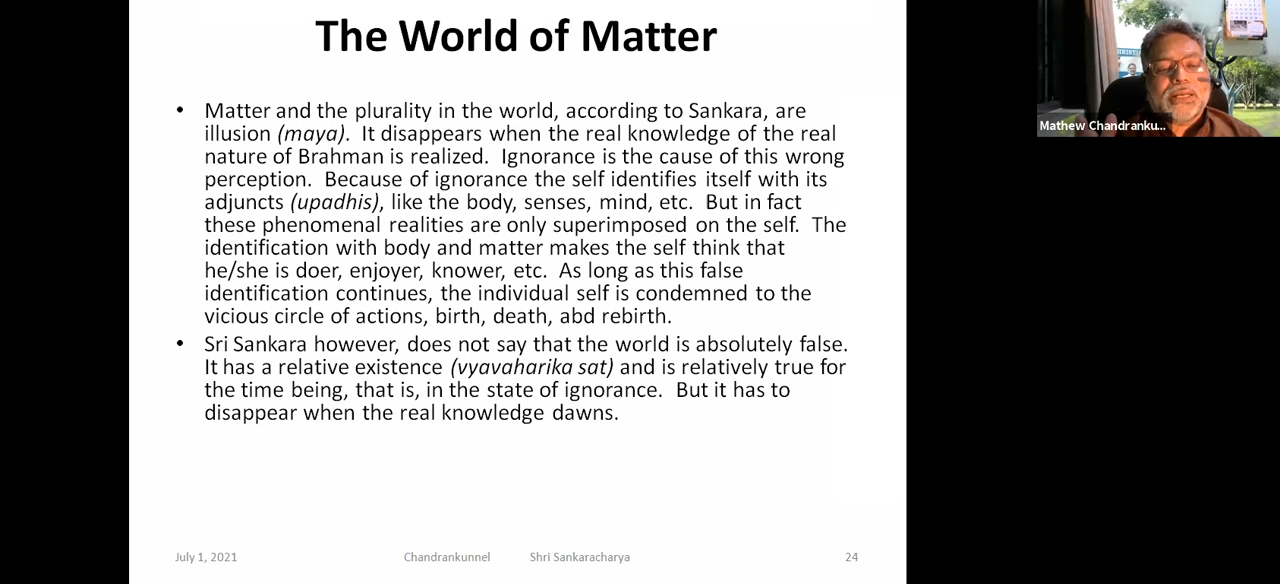 The World of Matter
• Matter and the plurality in the world, according to Sankara, are
illusion (maya). It disappears when the real knowledge of the real
nature of Brahman is realized. Ignorance is the cause of this wrong
perception. Because of ignorance the self identifies itself with its
adjuncts (upadhis), like the body, senses, mind, etc. But in fact
these phenomenal realities are only superimposed on the self. The
identification with body and matter makes the self think that
he/she is doer, enjoyer, knower, etc. As long as this false
identification continues, the individual self is condemned to the
vicious circle of actions, birth, death, abd rebirth.
• Sri Sankara however, does not say that the world is absolutely false.
It has a relative existence (vyavaharika sat) and is relatively true for
the time being, that is, in the state of ignorance. But it has to
disappear when the real knowledge dawns.
July 1, 2021 Chandrankunnel Shri Sankaracharya 24
Mathew Chandranku...